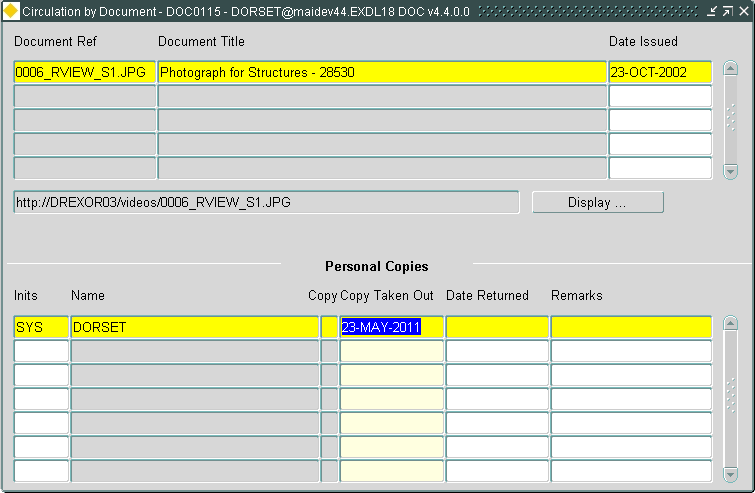 Circulation by Document - DOC0115 - DORSET@maidev44.EXDL18 DOC v4.4.0.0
Document Ref Document Title Date Issued
0006_RVIEW_S1.JPG Photograph for Structures - 28530 23-OCT-2002
http://DREXOR03/videos/0006_RVIEW_S1.JPG Display ...
Personal Copies
Inits Name Copy Copy Taken Out Date Returned Remarks
SYS DORSET 23-MAY-2011